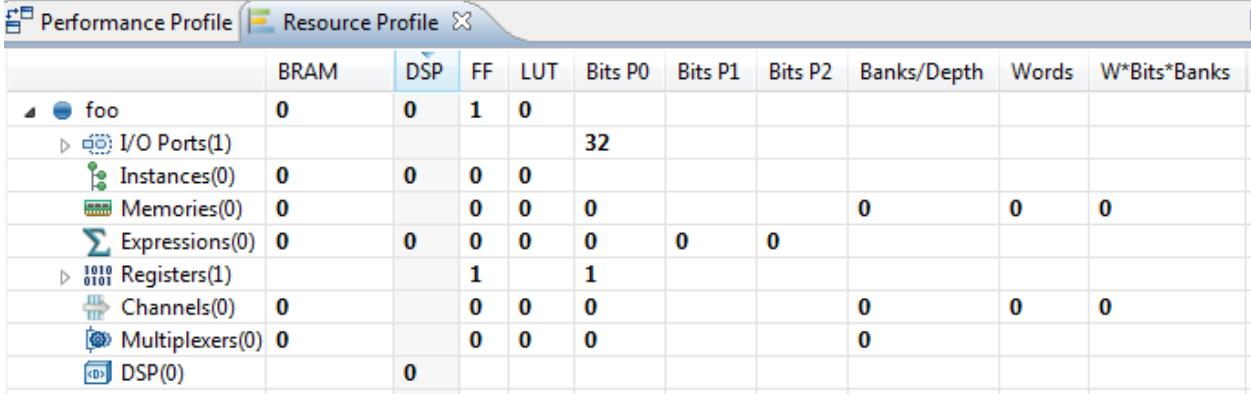 Performance Profile Resource Profile
BRAM DSP FF LUT Bits P0 Bits P1 Bits P2 Banks/Depth Words W*Bits*Banks
foo 0 0 1 0
I/O Ports(1) 32
Instances(0) 0 0 0 0
Memories(0) 0 0 0 0 0 0 0
Expressions(0) 0 0 0 0 0 0 0
1010
0101 Registers(1) 1 1
Channels(0) 0 0 0 0 0 0 0
Multiplexers(0) 0 0 0 0 0
<D> DSP(0) 0